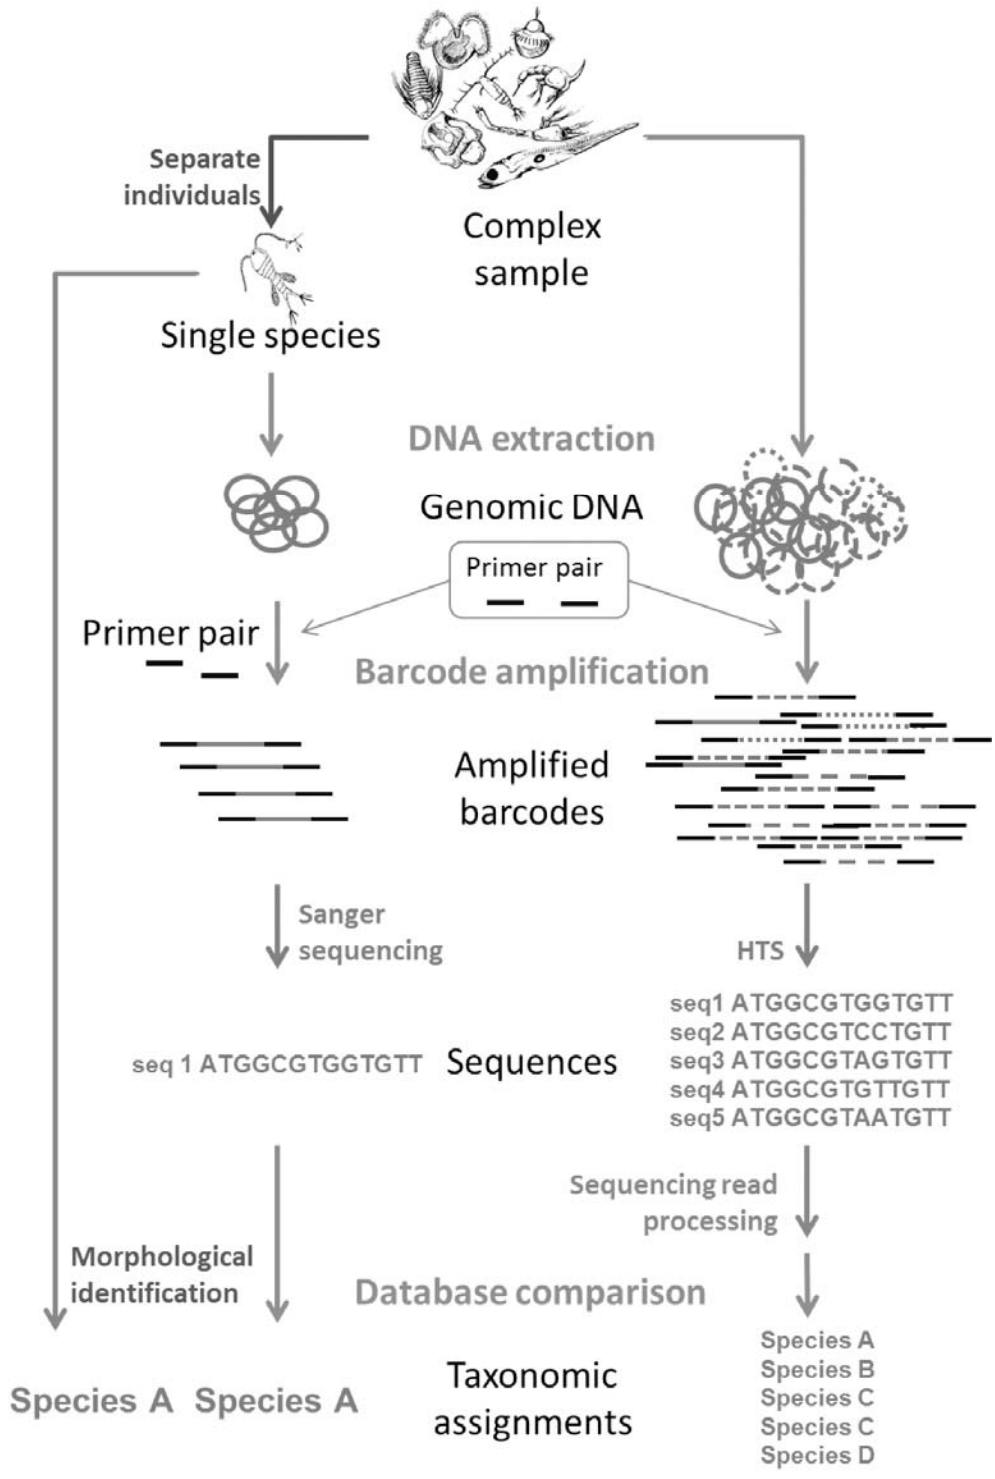 Separate
individuals
Complex
sample
Single species
DNA extraction
Genomic DNA
Primer pair
Primer pair
Barcode amplification
Amplified
barcodes
Sanger
sequencing
HTS
seq1 ATGGCGTGGTGTT
seq2 ATGGCGTCCTGTT
seq3 ATGGCGTAGTGTT
seq4 ATGGCGTGTTGTT
seq5 ATGGCGTAATGTT
seq 1 ATGGCGTGGTGTT
Sequences
Sequencing read
processing
Morphological
identification
Database comparison
Species A
Species A
Taxonomic
assignments
Species A
Species B
Species C
Species C
Species D